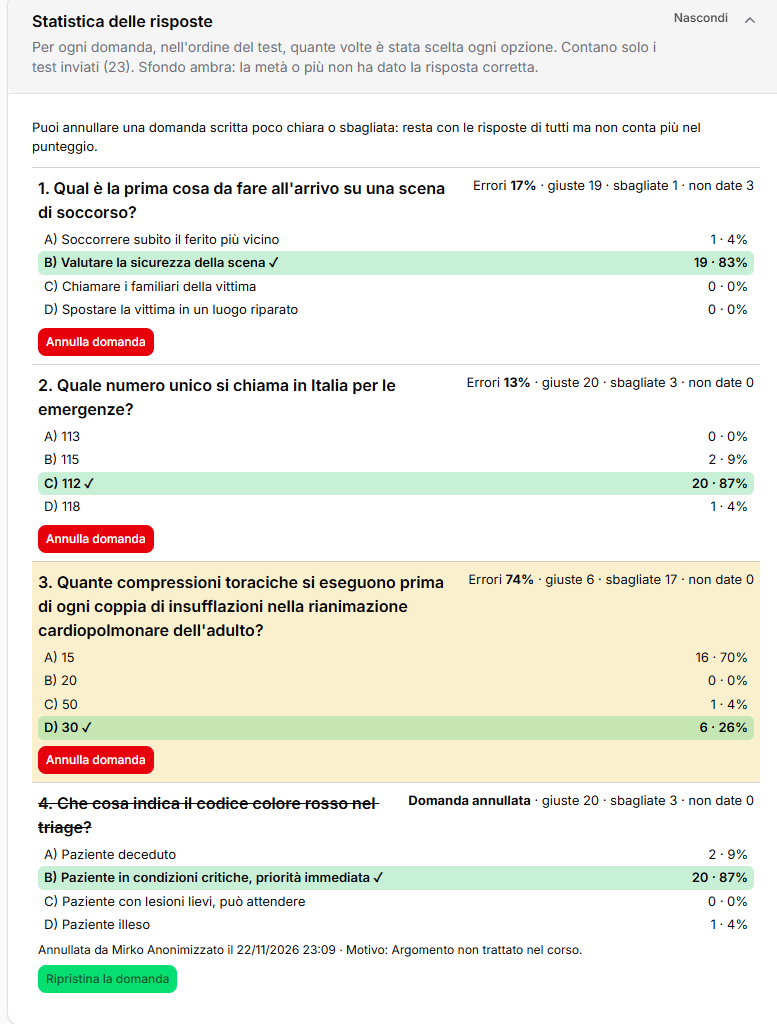 Statistica delle risposte
Nascondi
Per ogni domanda, nell'ordine del test, quante volte è stata scelta ogni opzione. Contano solo i
test inviati (23). Sfondo ambra: la metà o più non ha dato la risposta corretta.
Puoi annullare una domanda scritta poco chiara o sbagliata: resta con le risposte di tutti ma non conta più nel
punteggio.
1. Qual è la prima cosa da fare all'arrivo su una scena
di soccorso?
Errori 17% · giuste 19 · sbagliate 1 · non date 3
A) Soccorrere subito il ferito più vicino 1 · 4%
B) Valutare la sicurezza della scena ✓ 19 · 83%
C) Chiamare i familiari della vittima 0 · 0%
D) Spostare la vittima in un luogo riparato 0 · 0%
Annulla domanda
2. Quale numero unico si chiama in Italia per le
emergenze?
Errori 13% · giuste 20 · sbagliate 3 · non date 0
A) 113 0 · 0%
B) 115 2 · 9%
C) 112 ✓ 20 · 87%
D) 118 1 · 4%
Annulla domanda
3. Quante compressioni toraciche si eseguono prima
di ogni coppia di insufflazioni nella rianimazione
cardiopolmonare dell'adulto?
Errori 74% · giuste 6 · sbagliate 17 · non date 0
A) 15 16 · 70%
B) 20 0 · 0%
C) 50 1 · 4%
D) 30 ✓ 6 · 26%
Annulla domanda
4. Che cosa indica il codice colore rosso nel
triage?
Domanda annullata · giuste 20 · sbagliate 3 · non date 0
A) Paziente deceduto 2 · 9%
B) Paziente in condizioni critiche, priorità immediata ✓ 20 · 87%
C) Paziente con lesioni lievi, può attendere 0 · 0%
D) Paziente illeso 1 · 4%
Annullata da Mirko Anonimizzato il 22/11/2026 23:09 · Motivo: Argomento non trattato nel corso.
Ripristina la domanda